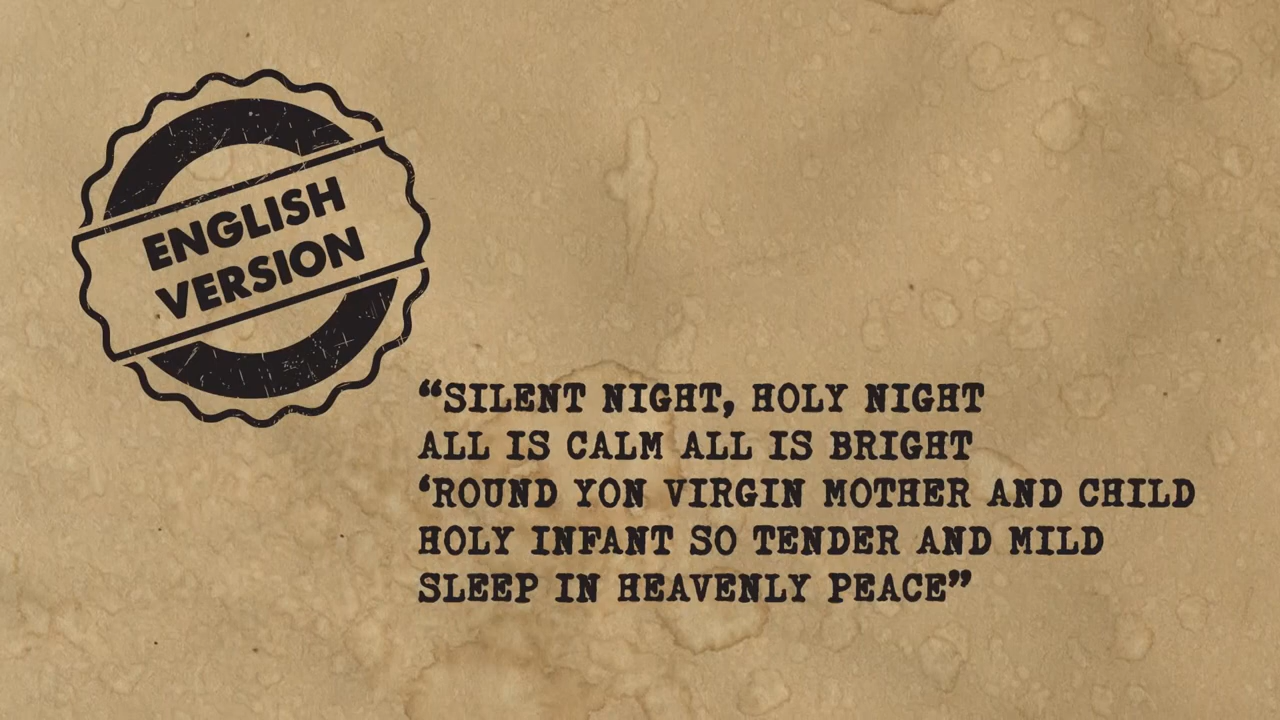 ENGLISH
VERSION
“SILENT NIGHT, HOLY NIGHT
ALL IS CALM ALL IS BRIGHT
‘ROUND YON VIRGIN MOTHER AND CHILD
HOLY INFANT SO TENDER AND MILD
SLEEP IN HEAVENLY PEACE”